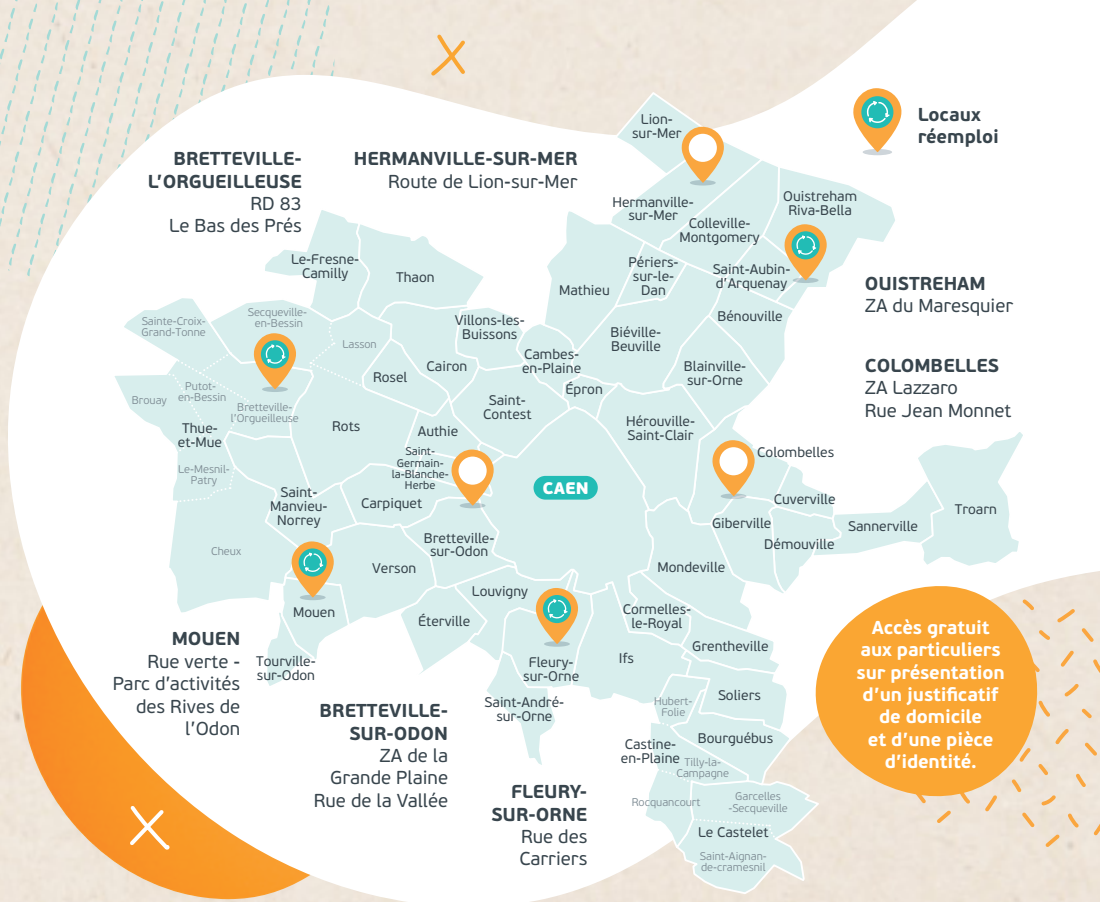 Locaux
réemploi
BRETTEVILLE-
L'ORGUEILLEUSE
RD 83
Le Bas des Prés
HERMANVILLE-SUR-MER
Route de Lion-sur-Mer
OUISTREHAM
ZA du Maresquier
COLOMBELLES
ZA Lazzaro
Rue Jean Monnet
MOUEN
Rue verte -
Parc d'activités
des Rives de
l'Odon
BRETTEVILLE-
SUR-ODON
ZA de la
Grande Plaine
Rue de la Vallée
FLEURY-
SUR-ORNE
Rue des
Carriers
Accès gratuit
aux particuliers
sur présentation
d'un justificatif
de domicile
et d'une pièce
d'identité.
Lion-
sur-Mer
Hermanville-
sur-Mer
Colleville-
Montgomery
Ouistreham
Riva-Bella
Le-Fresne-
Camilly
Thaon
Mathieu
Périers-
sur-le-
Dan
Saint-Aubin-
d'Arquenay
Bénouville
Sainte-Croix-
Grand-Tonne
Secqueville-
en-Bessin
Lasson
Villons-les-
Buissons
Cambes-
en-Plaine
Biéville-
Beuville
Blainville-
sur-Orne
Rosel
Cairon
Épron
Brouay
Putot-
en-Bessin
Bretteville-
l'Orgueilleuse
Rots
Saint-
Contest
Hérouville-
Saint-Clair
Thue-
et-Mue
Authie
Saint-
Germain-
la-Blanche-
Herbe
Colombelles
Le-Mesnil-
Patry
Saint-
Manvieu-
Norrey
Carpiquet
CAEN
Cuverville
Giberville
Sannerville
Troarn
Démouville
Cheux
Bretteville-
sur-Odon
Verson
Mondeville
Mouen
Louvigny
Éterville
Cormelles-
le-Royal
Grentheville
Tourville-
sur-Odon
Fleury-
sur-Orne
Ifs
Saint-André-
sur-Orne
Hubert-
Folie
Soliers
Bourguébus
Castine-
en-Plaine
Tilly-la-
Campagne
Rocquancourt
Garcelles
-Secqueville
Le Castelet
Saint-Aignan-
de-cramesnil